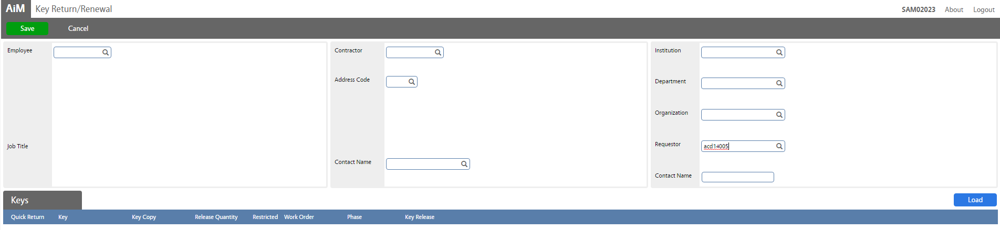 AiM Key Return/Renewal SAM02023 About Logout
Save Cancel
Employee Contractor Institution
Address Code Department
Organization
Job Title Requestor acd14005
Contact Name Contact Name
Keys Load
Quick Return Key Key Copy Release Quantity Restricted Work Order Phase Key Release